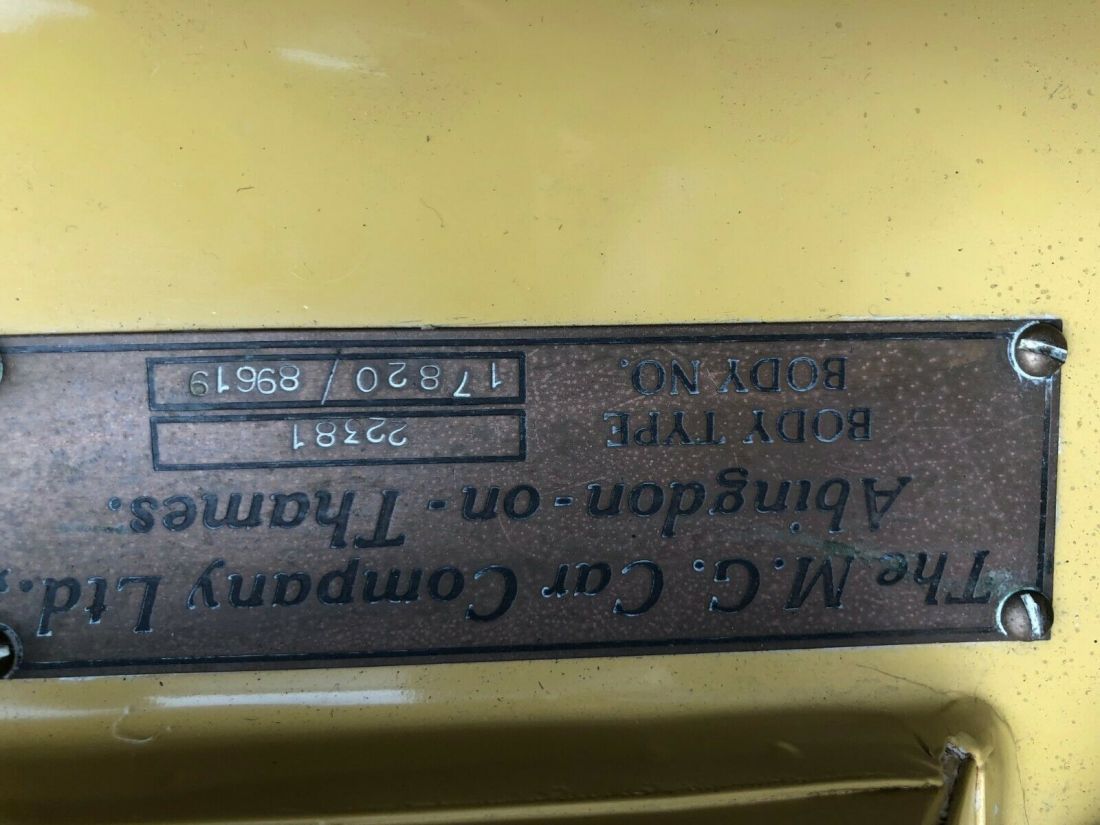 The M.G. Car Company Ltd.,
Abingdon-on-Thames.
BODY TYPE 22381
BODY NO. 17820/89619